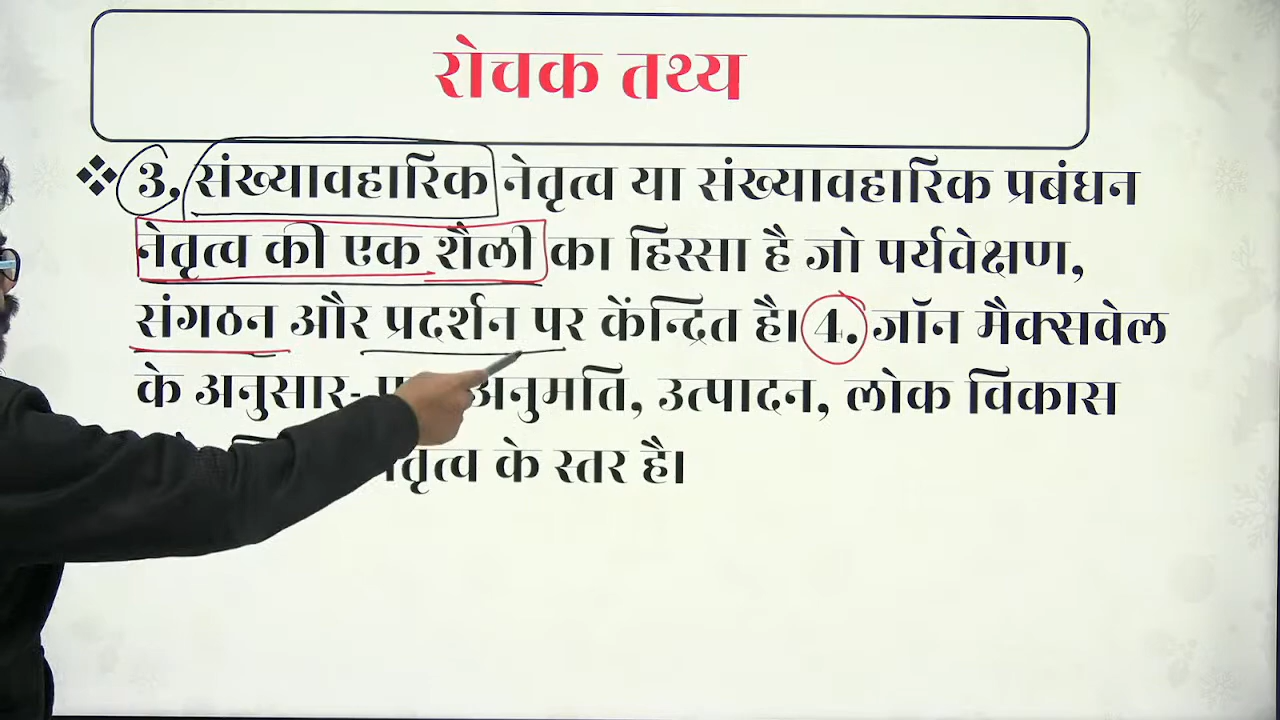 रोचक तथ्य
❖ 3. संख्यावहारिक नेतृत्व या संख्यावहारिक प्रबंधन
नेतृत्व की एक शैली का हिस्सा है जो पर्यवेक्षण,
संगठन और प्रदर्शन पर केंन्द्रित है। 4. जॉन मैक्सवेल
के अनुसार- अनुमति, उत्पादन, लोक विकास
के स्तर है।